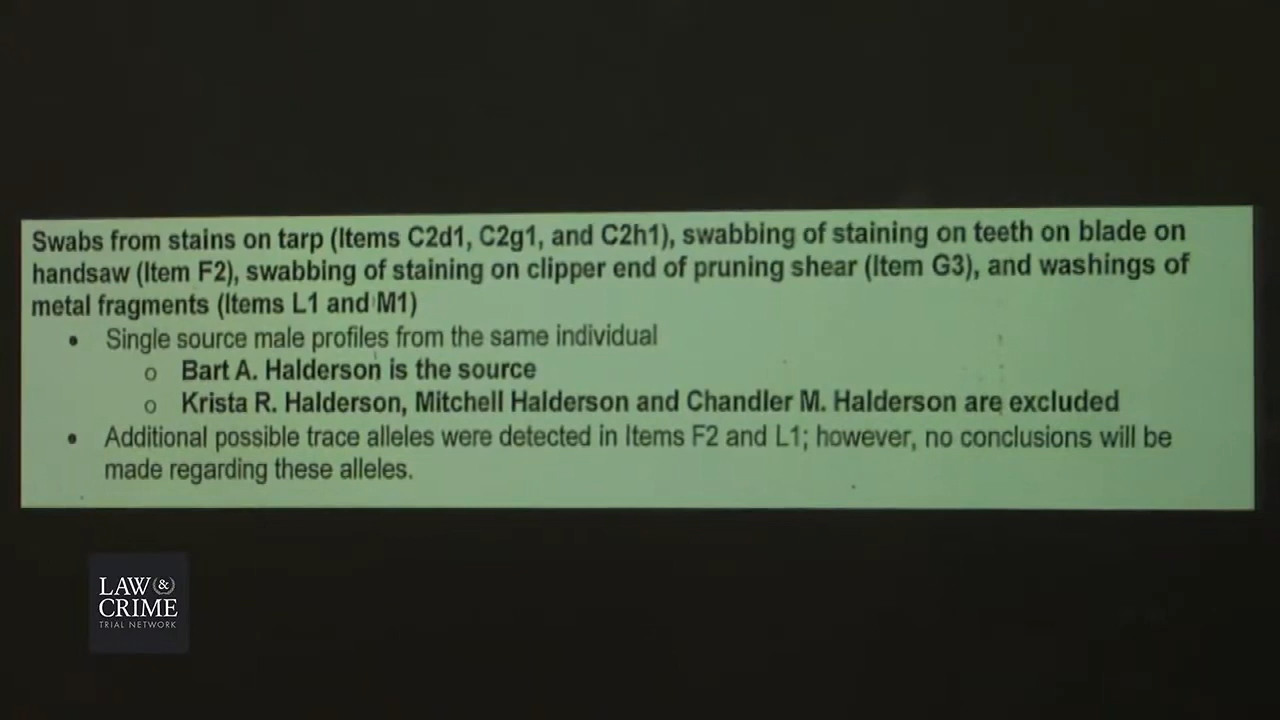 Swabs from stains on tarp (Items C2d1, C2g1, and C2h1), swabbing of staining on teeth on blade on
handsaw (Item F2), swabbing of staining on clipper end of pruning shear (Item G3), and washings of
metal fragments (Items L1 and M1)
• Single source male profiles from the same individual
o Bart A. Halderson is the source
o Krista R. Halderson, Mitchell Halderson and Chandler M. Halderson are excluded
• Additional possible trace alleles were detected in Items F2 and L1; however, no conclusions will be
made regarding these alleles.
LAW &
CRIME
TRIAL NETWORK